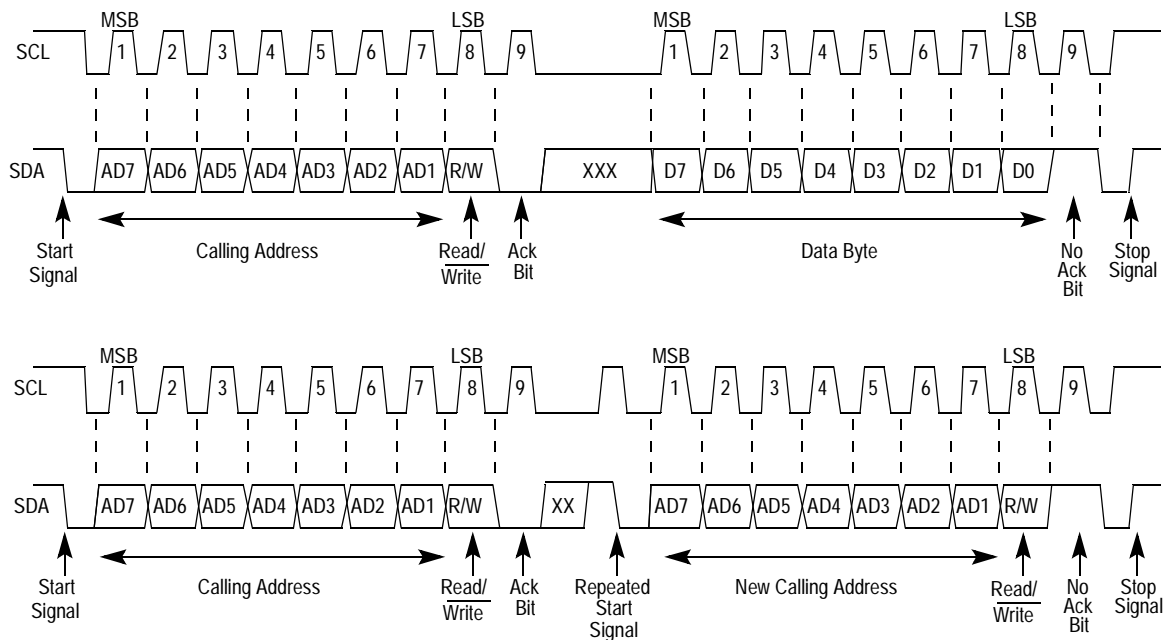 MSB LSB MSB LSB
SCL 1 2 3 4 5 6 7 8 9 1 2 3 4 5 6 7 8 9
SDA AD7 AD6 AD5 AD4 AD3 AD2 AD1 R/W XXX D7 D6 D5 D4 D3 D2 D1 D0
Start Signal
Calling Address
Read/
Write
Ack
Bit
Data Byte
No
Ack
Bit
Stop
Signal
MSB LSB MSB LSB
SCL 1 2 3 4 5 6 7 8 9 1 2 3 4 5 6 7 8 9
SDA AD7 AD6 AD5 AD4 AD3 AD2 AD1 R/W XX AD7 AD6 AD5 AD4 AD3 AD2 AD1 R/W
Start
Signal
Calling Address
Read/
Write
Ack
Bit
Repeated
Start
Signal
New Calling Address
Read/
Write
No
Ack
Bit
Stop
Signal